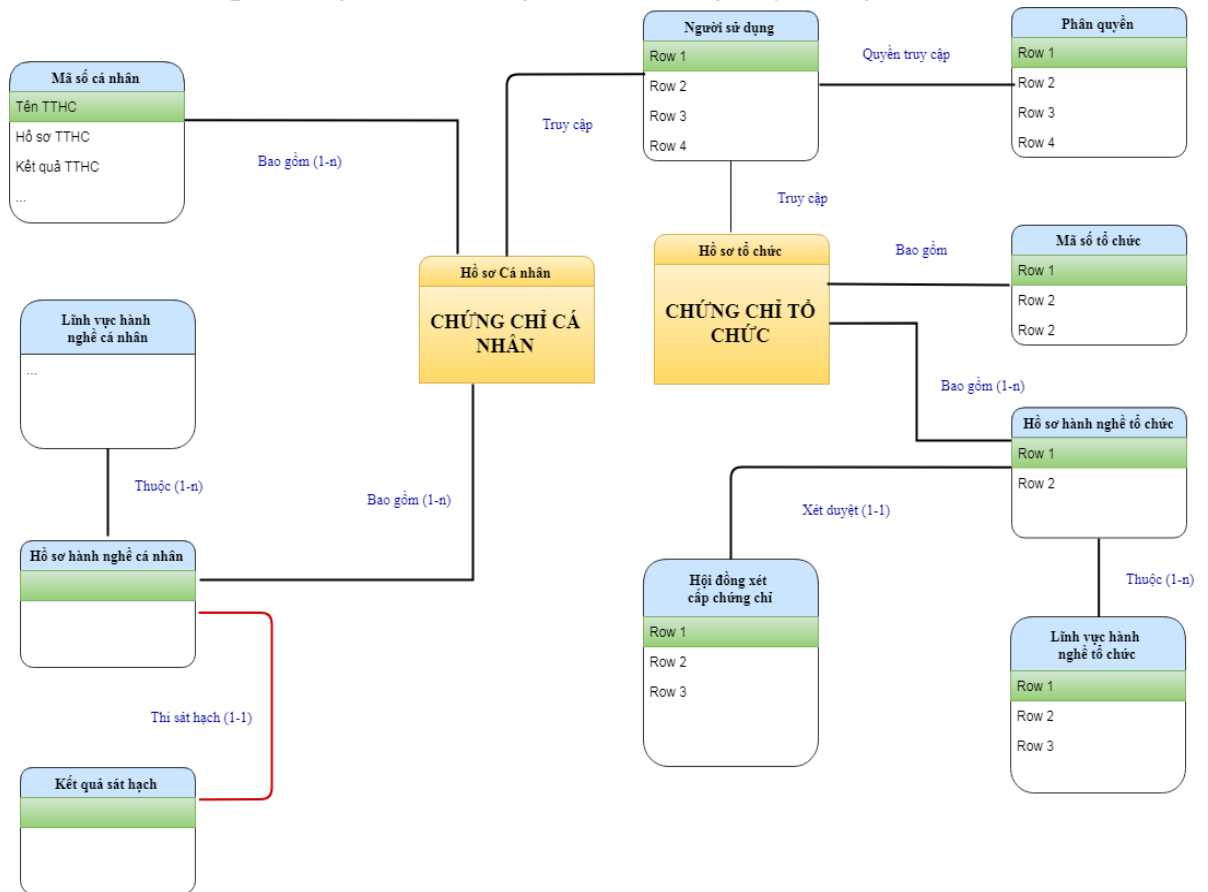 Người sử dụng
Row 1
Row 2
Row 3
Row 4
Quyền truy cập
Phân quyền
Row 1
Row 2
Row 3
Row 4
Mã số cá nhân
Tên TTHC
Hồ sơ TTHC
Kết quả TTHC
...
Bao gồm (1-n)
Truy cập
Truy cập
Hồ sơ Cá nhân
CHỨNG CHỈ CÁ
NHÂN
Hồ sơ tổ chức
CHỨNG CHỈ TỔ
CHỨC
Bao gồm
Mã số tổ chức
Row 1
Row 2
Row 2
Lĩnh vực hành
nghề cá nhân
...
Thuộc (1-n)
Bao gồm (1-n)
Bao gồm (1-n)
Hồ sơ hành nghề tổ chức
Row 1
Row 2
Xét duyệt (1-1)
Hồ sơ hành nghề cá nhân
Hội đồng xét
cấp chứng chỉ
Row 1
Row 2
Row 3
Thuộc (1-n)
Lĩnh vực hành
nghề tổ chức
Row 1
Row 2
Row 3
Thi sát hạch (1-1)
Kết quả sát hạch